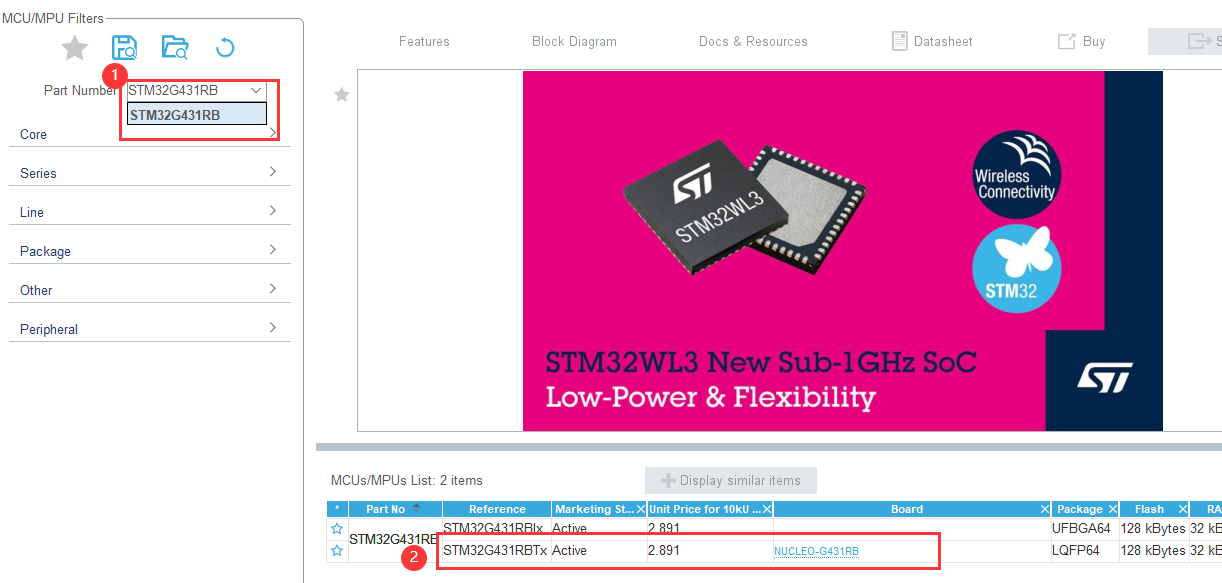 MCU/MPU Filters
Features
Block Diagram
Docs & Resources
Datasheet
Buy
S
1
Part Number
STM32G431RB
STM32G431RB
Core
Series
Line
Package
Other
Peripheral
ST
STM32WL3
Wireless
Connectivity
STM32
STM32WL3 New Sub-1GHz SoC
Low-Power & Flexibility
ST
MCUs/MPUs List: 2 items
Display similar items
* Part No Reference Marketing St... Unit Price for 10kU ... Board Package Flash RA
STM32G431RB
STM32G431RBIx Active 2.891 UFBGA64 128 kBytes 32 k
STM32G431RBTx Active 2.891 NUCLEO-G431RB LQFP64 128 kBytes 32 k
2